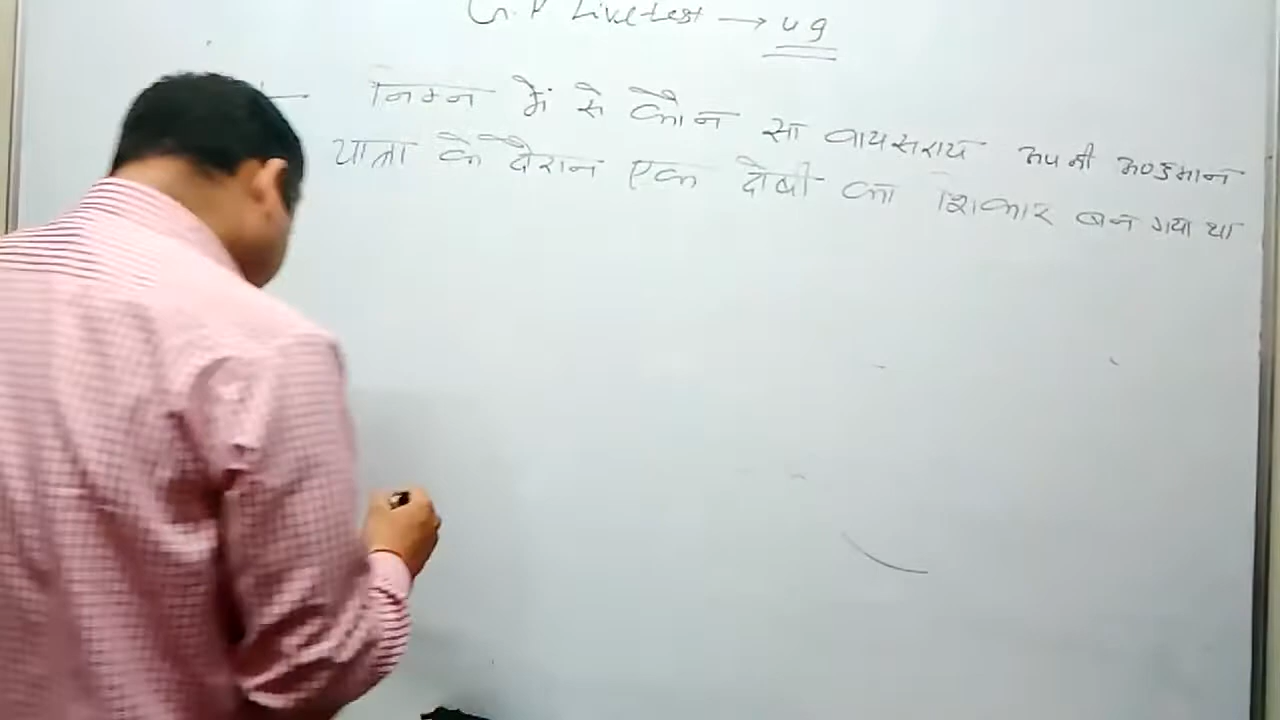 G.P Live test → 49
निम्न में से कौन सा वायसराय अपनी अण्डमान
यात्रा के दौरान एक दोषी का शिकार बन गया था